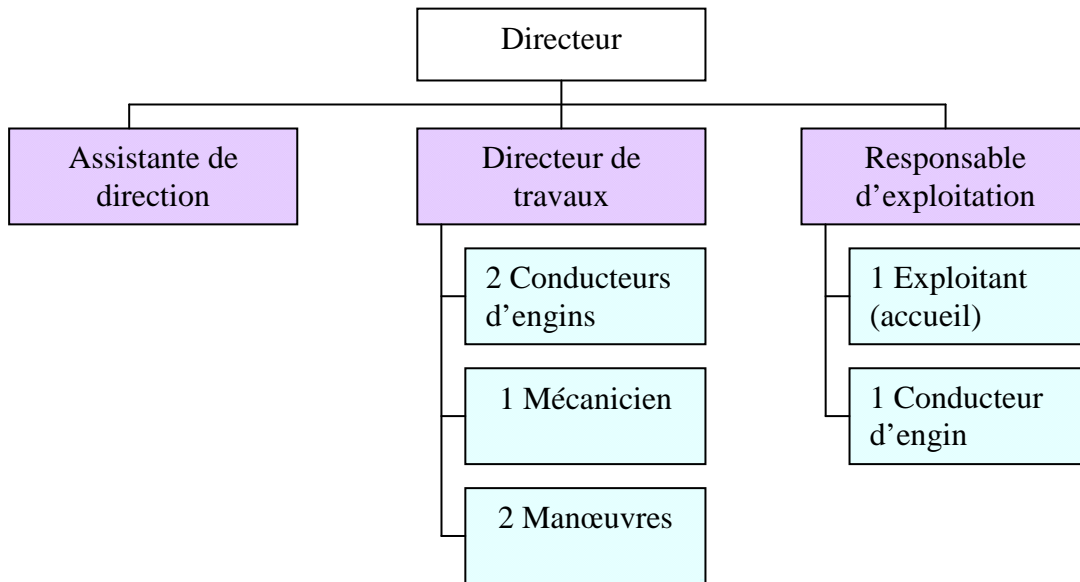 Directeur
Assistante de
direction
Directeur de
travaux
Responsable
d’exploitation
2 Conducteurs
d’engins
1 Mécanicien
2 Manœuvres
1 Exploitant
(accueil)
1 Conducteur
d’engin